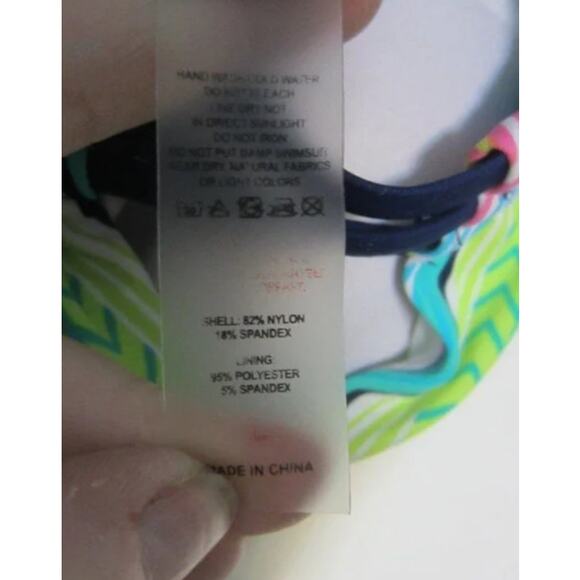 HAND WASH COLD WATER
DO NOT BLEACH
LINE DRY NOT
IN DIRECT SUNLIGHT
DO NOT IRON
DO NOT PUT DAMP SWIMSUIT
NEAR DRY, NATURAL FABRICS
OR LIGHT COLORS
SHELL: 82% NYLON
18% SPANDEX
LINING:
95% POLYESTER
5% SPANDEX
MADE IN CHINA